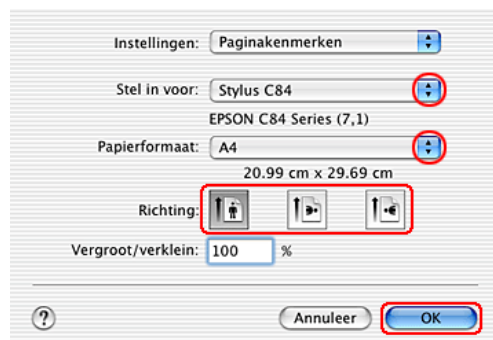 Instellingen: Paginakenmerken
Stel in voor: Stylus C84
EPSON C84 Series (7,1)
Papierformaat: A4
20.99 cm x 29.69 cm
Richting:
Vergroot/verklein: 100 %
? Annuleer OK